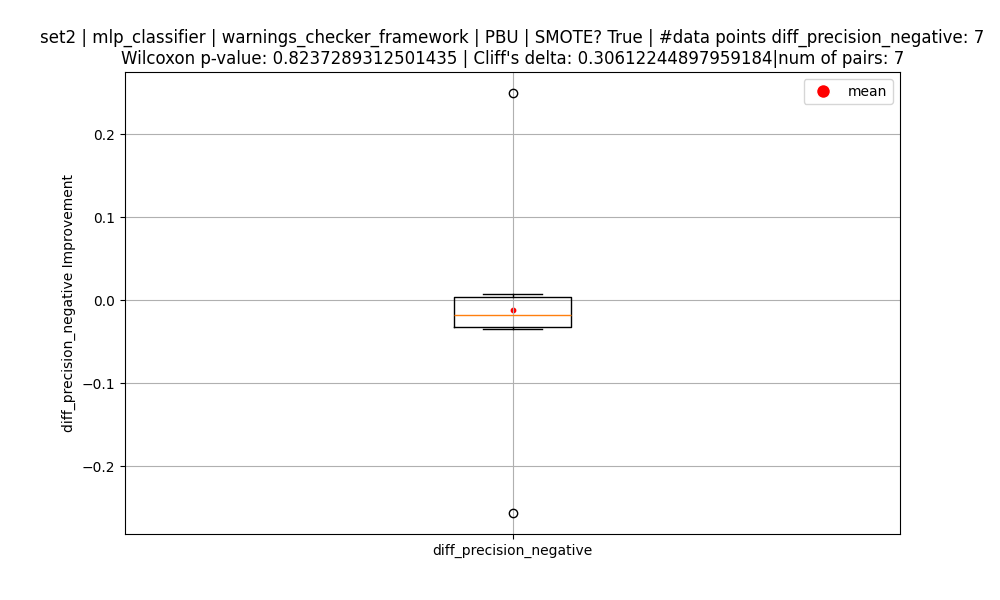 set2 | mlp_classifier | warnings_checker_framework | PBU | SMOTE? True | #data points diff_precision_negative: 7
Wilcoxon p-value: 0.8237289312501435 | Cliff's delta: 0.30612244897959184|num of pairs: 7
mean
0.2
0.1
0.0
−0.1
−0.2
diff_precision_negative Improvement
diff_precision_negative